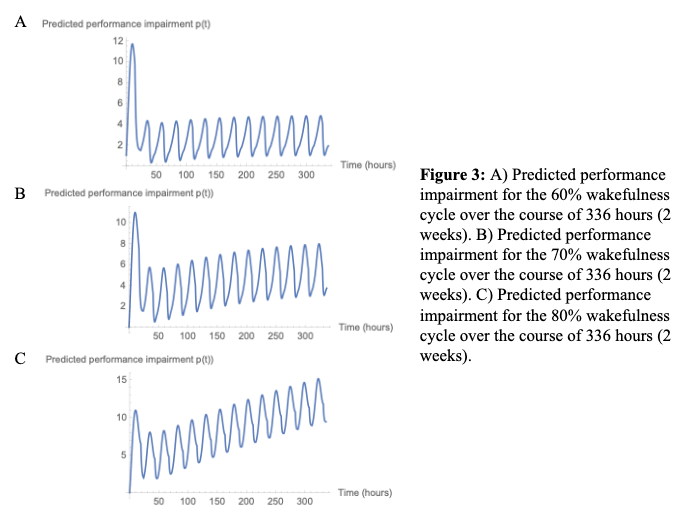 A Predicted performance impairment p(t)
12
10
8
6
4
2
50 100 150 200 250 300
Time (hours)
B Predicted performance impairment p(t))
10
8
6
4
2
50 100 150 200 250 300
Time (hours)
C Predicted performance impairment p(t))
15
10
5
50 100 150 200 250 300
Time (hours)
Figure 3: A) Predicted performance
impairment for the 60% wakefulness
cycle over the course of 336 hours (2
weeks). B) Predicted performance
impairment for the 70% wakefulness
cycle over the course of 336 hours (2
weeks). C) Predicted performance
impairment for the 80% wakefulness
cycle over the course of 336 hours (2
weeks).